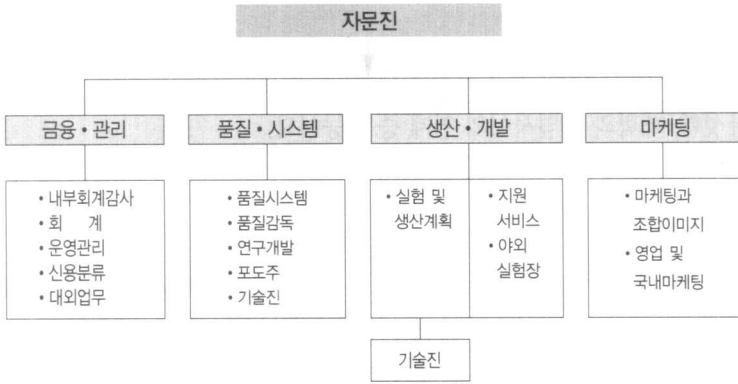 자문진
금융・관리
품질・시스템
생산・개발
마케팅
• 내부회계감사
• 회 계
• 운영관리
• 신용분류
• 대외업무
• 품질시스템
• 품질감독
• 연구개발
• 포도주
• 기술진
• 실험 및
생산계획
• 지원
서비스
• 야외
실험장
• 마케팅과
조합이미지
• 영업 및
국내마케팅
기술진